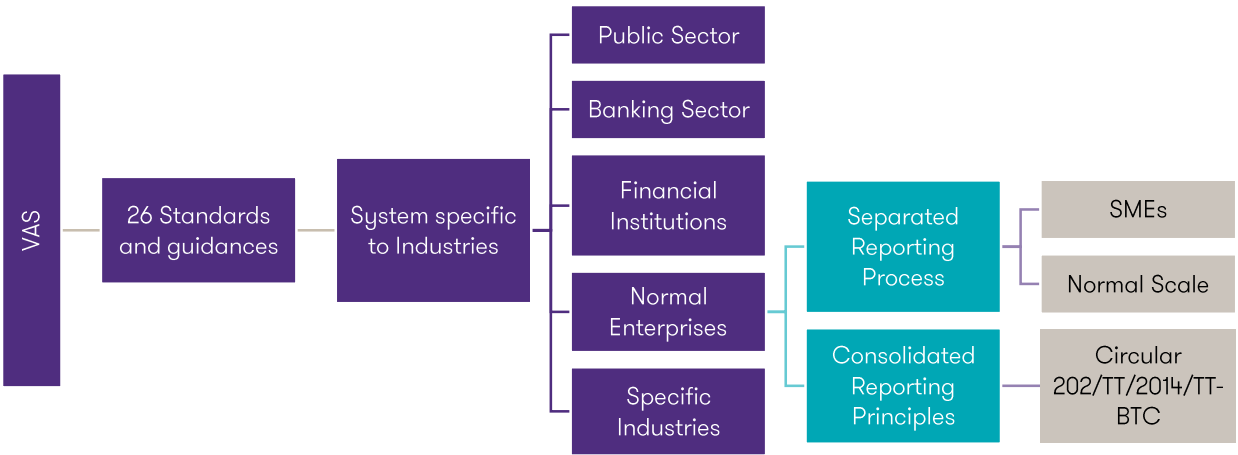 VAS
26 Standards
and guidances
System specific
to Industries
Public Sector
Banking Sector
Financial
Institutions
Normal
Enterprises
Specific
Industries
Separated
Reporting
Process
Consolidated
Reporting
Principles
SMEs
Normal Scale
Circular
202/TT/2014/TT-
BTC